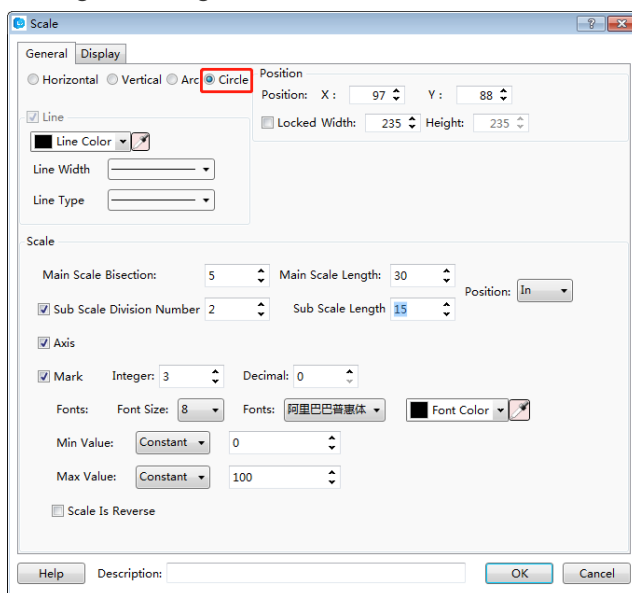 Scale
General Display
Horizontal Vertical Arc Circle
Position
Position: X : 97 Y : 88
Line
Locked Width: 235 Height: 235
Line Color
Line Width
Line Type
Scale
Main Scale Bisection: 5 Main Scale Length: 30
Position: In
Sub Scale Division Number 2 Sub Scale Length 15
Axis
Mark Integer: 3 Decimal: 0
Fonts: Font Size: 8 Fonts: 阿里巴巴普惠体 Font Color
Min Value: Constant 0
Max Value: Constant 100
Scale Is Reverse
Help Description: OK Cancel